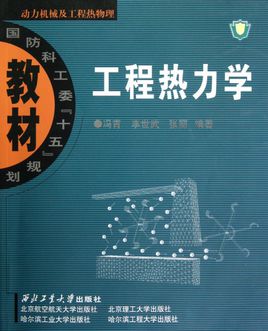 动力机械及工程热物理
国防科工委“十五”规划
教材
工程热力学
冯青 李世武 张丽 编著
西北工业大学出版社
北京航空航天大学出版社 北京理工大学出版社
哈尔滨工业大学出版社 哈尔滨工程大学出版社